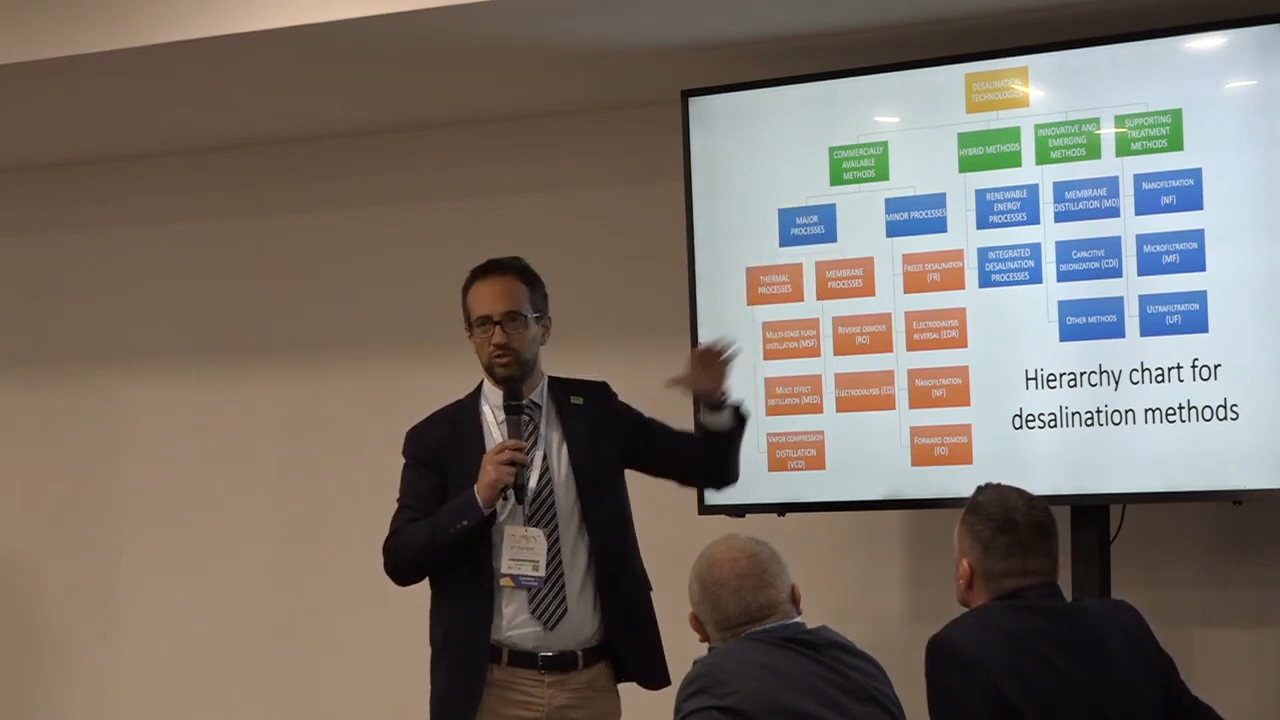 DESALINATION
TECHNOLOGIES
COMMERCIALLY
AVAILABLE
METHODS
HYBRID METHODS
INNOVATIVE AND
EMERGING
METHODS
SUPPORTING
TREATMENT
METHODS
MAJOR
PROCESSES
MINOR PROCESSES
RENEWABLE
ENERGY
PROCESSES
MEMBRANE
DISTILLATION (MD)
NANOFILTRATION
(NF)
THERMAL
PROCESSES
MEMBRANE
PROCESSES
FREEZE DESALINATION
(FR)
INTEGRATED
DESALINATION
PROCESSES
CAPACITIVE
DEIONIZATION (CDI)
MICROFILTRATION
(MF)
MULTI-STAGE FLASH
DISTILLATION (MSF)
REVERSE OSMOSIS
(RO)
ELECTRODIALYSIS
REVERSAL (EDR)
OTHER METHODS
ULTRAFILTRATION
(UF)
MULTI EFFECT
DISTILLATION (MED)
ELECTRODIALYSIS (ED)
NANOFILTRATION
(NF)
VAPOR COMPRESSION
DISTILLATION
(VCD)
FORWARD OSMOSIS
(FO)
Hierarchy chart for
desalination methods